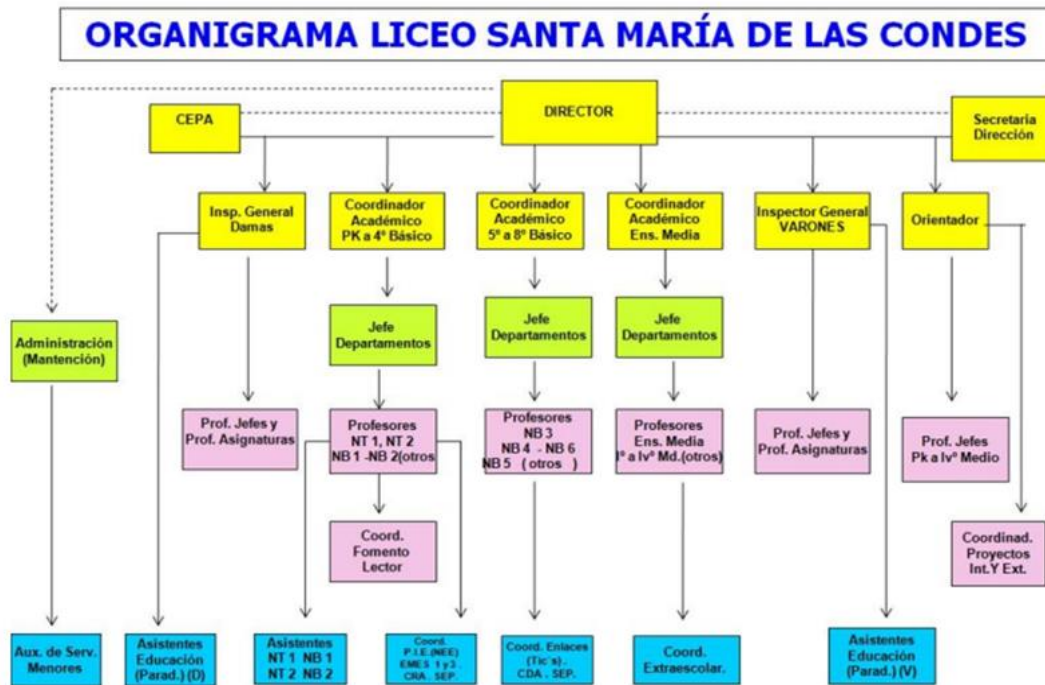 ORGANIGRAMA LICEO SANTA MARÍA DE LAS CONDES
DIRECTOR
CEPA
Secretaria
Dirección
Insp. General
Damas
Coordinador
Académico
PK a 4º Básico
Coordinador
Académico
5º a 8º Básico
Coordinador
Académico
Ens. Media
Inspector General
VARONES
Orientador
Administración
(Mantención)
Jefe
Departamentos
Jefe
Departamentos
Jefe
Departamentos
Prof. Jefes y
Prof. Asignaturas
Profesores
NT 1, NT 2
NB 1 -NB 2(otros
Profesores
NB 3
NB 4 - NB 6
NB 5 ( otros )
Profesores
Ens. Media
Iº a Ivº Md.(otros)
Prof. Jefes y
Prof. Asignaturas
Prof. Jefes
Pk a Ivº Medio
Coord.
Fomento
Lector
Coordinad.
Proyectos
Int.Y Ext.
Aux. de Serv.
Menores
Asistentes
Educación
(Parad.) (D)
Asistentes
NT 1 NB 1
NT 2 NB 2
Coord.
P.I.E.(NEE)
EMES 1 y3 .
CRA . SEP.
Coord. Enlaces
(Tic´s) .
CDA . SEP.
Coord.
Extraescolar.
Asistentes
Educación
(Parad.) (V)